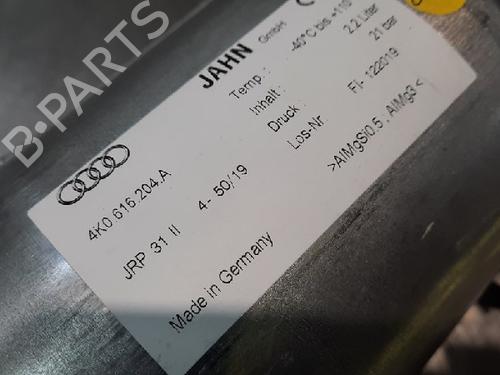 JAHN GmbH
Temp.: -40°C bis +110°
Inhalt: 2,2 Liter
Druck: 21 bar
Los-Nr. FI-122019
>AlMgSi0,5 , AlMg3<
4K0 616 204 A
JRP 31 II 4- 50/19
Made in Germany
B-PARTS